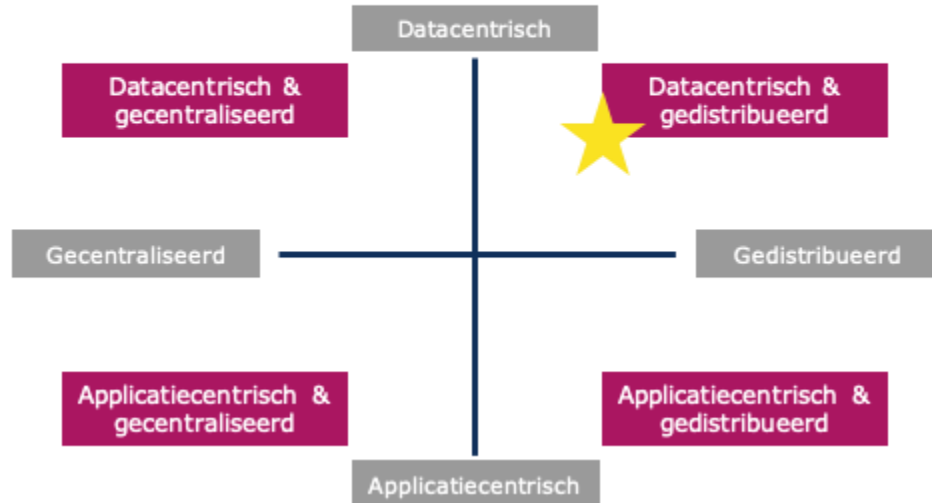 Datacentrisch
Datacentrisch &
gecentraliseerd
Datacentrisch &
gedistribueerd
Gecentraliseerd
Gedistribueerd
Applicatiecentrisch &
gecentraliseerd
Applicatiecentrisch &
gedistribueerd
Applicatiecentrisch